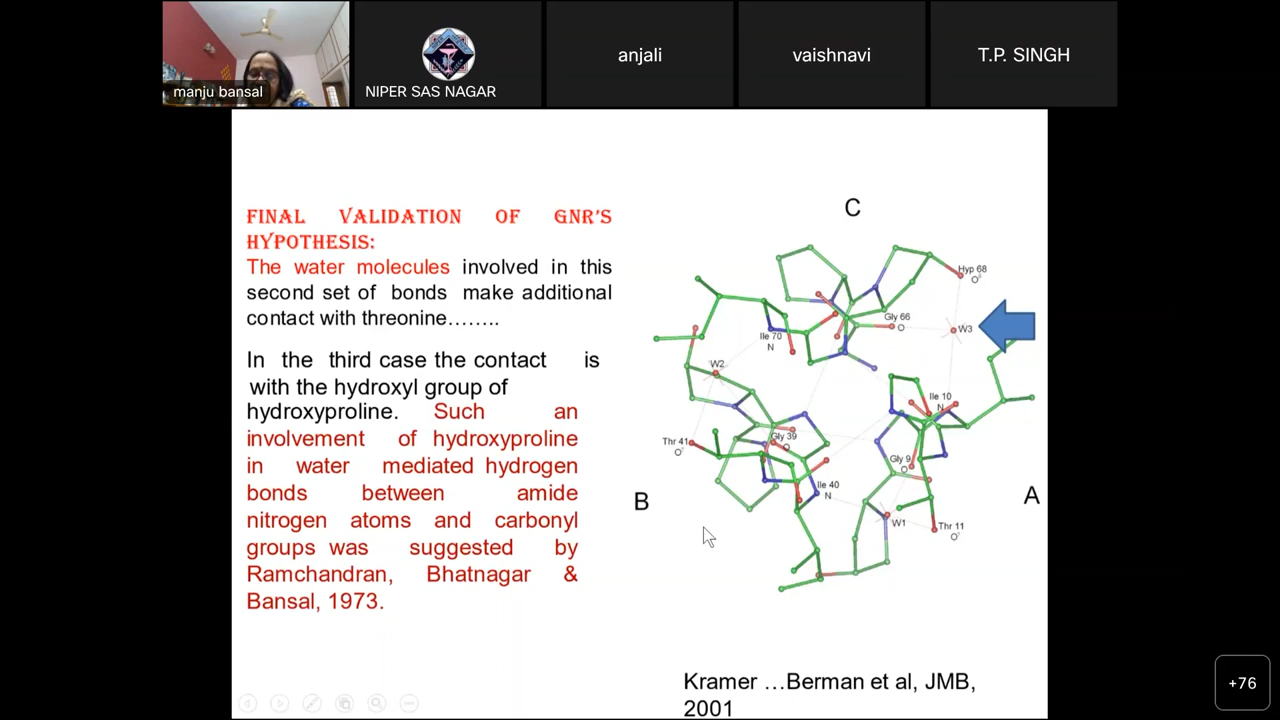 manju bansal
NIPER SAS NAGAR
anjali
vaishnavi
T.P. SINGH
FINAL VALIDATION OF GNR'S
HYPOTHESIS:
The water molecules involved in this
second set of bonds make additional
contact with threonine........
In the third case the contact is
with the hydroxyl group of
hydroxyproline. Such an
involvement of hydroxyproline
in water mediated hydrogen
bonds between amide
nitrogen atoms and carbonyl
groups was suggested by
Ramchandran, Bhatnagar &
Bansal, 1973.
C
Hyp 68
O
Gly 66
O
W3
Ile 70
N
W2
Ile 10
N
Thr 41
O
Gly 39
O
Gly 9
O
Ile 40
N
B
A
W1
Thr 11
O
Kramer ...Berman et al, JMB,
2001
+76